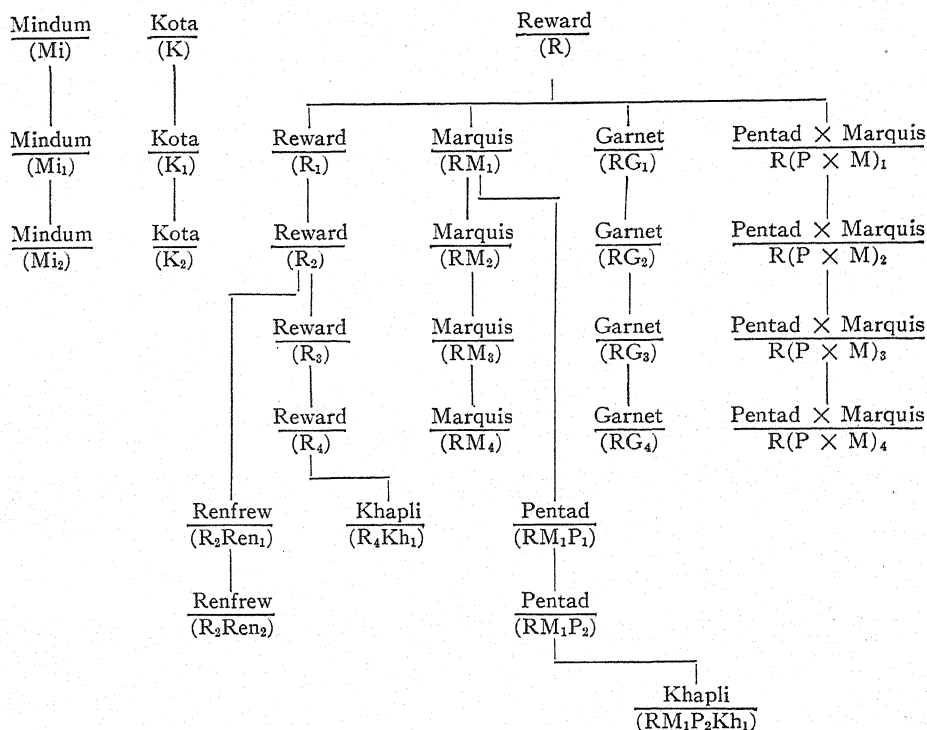 Mindum Kota Reward
(Mi) (K) (R)
Mindum Kota Reward Marquis Garnet Pentad × Marquis
(Mi₁) (K₁) (R₁) (RM₁) (RG₁) R(P × M)₁
Mindum Kota Reward Marquis Garnet Pentad × Marquis
(Mi₂) (K₂) (R₂) (RM₂) (RG₂) R(P × M)₂
Reward Marquis Garnet Pentad × Marquis
(R₃) (RM₃) (RG₃) R(P × M)₃
Reward Marquis Garnet Pentad × Marquis
(R₄) (RM₄) (RG₄) R(P × M)₄
Renfrew Khapli Pentad
(R₂Ren₁) (R₄Kh₁) (RM₁P₁)
Renfrew Pentad
(R₂Ren₂) (RM₁P₂)
Khapli
(RM₁P₂Kh₁)